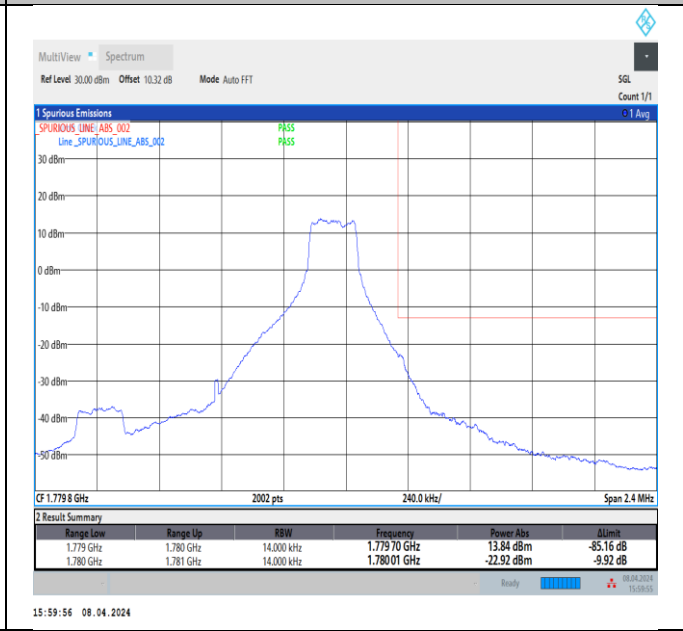 MultiView Spectrum
Ref Level 30.00 dBm Offset 10.32 dB Mode Auto FFT SGL
Count 1/1
1 Spurious Emissions 1 Avg
_SPURIOUS_LINE_ABS_002 PASS
Line _SPURIOUS_LINE_ABS_002 PASS
30 dBm
20 dBm
10 dBm
0 dBm
-10 dBm
-20 dBm
-30 dBm
-40 dBm
-50 dBm
CF 1.7798 GHz 2002 pts 240.0 kHz/ Span 2.4 MHz
2 Result Summary
Range Low Range Up RBW Frequency Power Abs ΔLimit
1.779 GHz 1.780 GHz 14.000 kHz 1.77970 GHz 13.84 dBm -85.16 dB
1.780 GHz 1.781 GHz 14.000 kHz 1.78001 GHz -22.92 dBm -9.92 dB
Ready 08.04.2024
15:59:55
15:59:56 08.04.2024